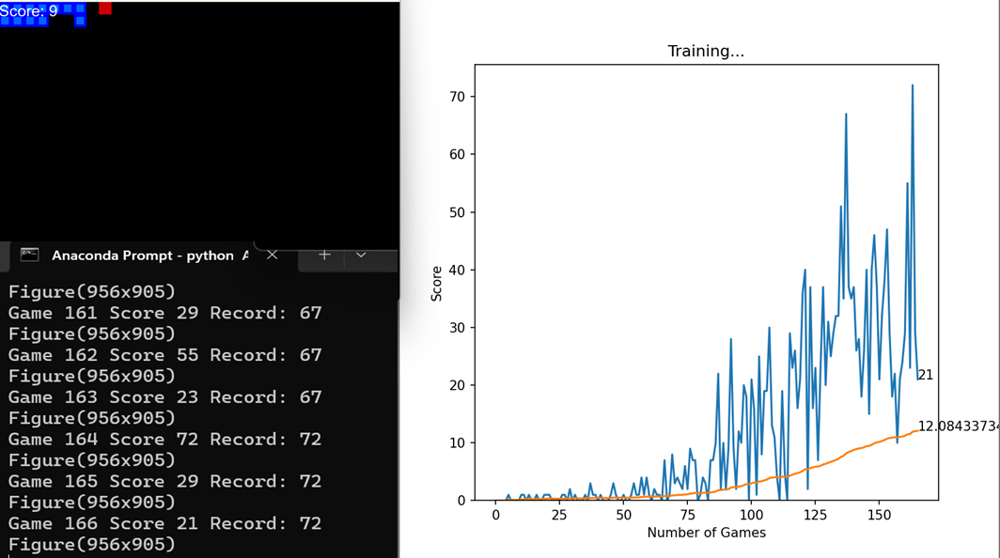 Score: 9
Anaconda Prompt - python
Figure(956x905)
Game 161 Score 29 Record: 67
Figure(956x905)
Game 162 Score 55 Record: 67
Figure(956x905)
Game 163 Score 23 Record: 67
Figure(956x905)
Game 164 Score 72 Record: 72
Figure(956x905)
Game 165 Score 29 Record: 72
Figure(956x905)
Game 166 Score 21 Record: 72
Figure(956x905)
Training...
Score
70
60
50
40
30
20
10
0
21
12.08433734
0 25 50 75 100 125 150
Number of Games